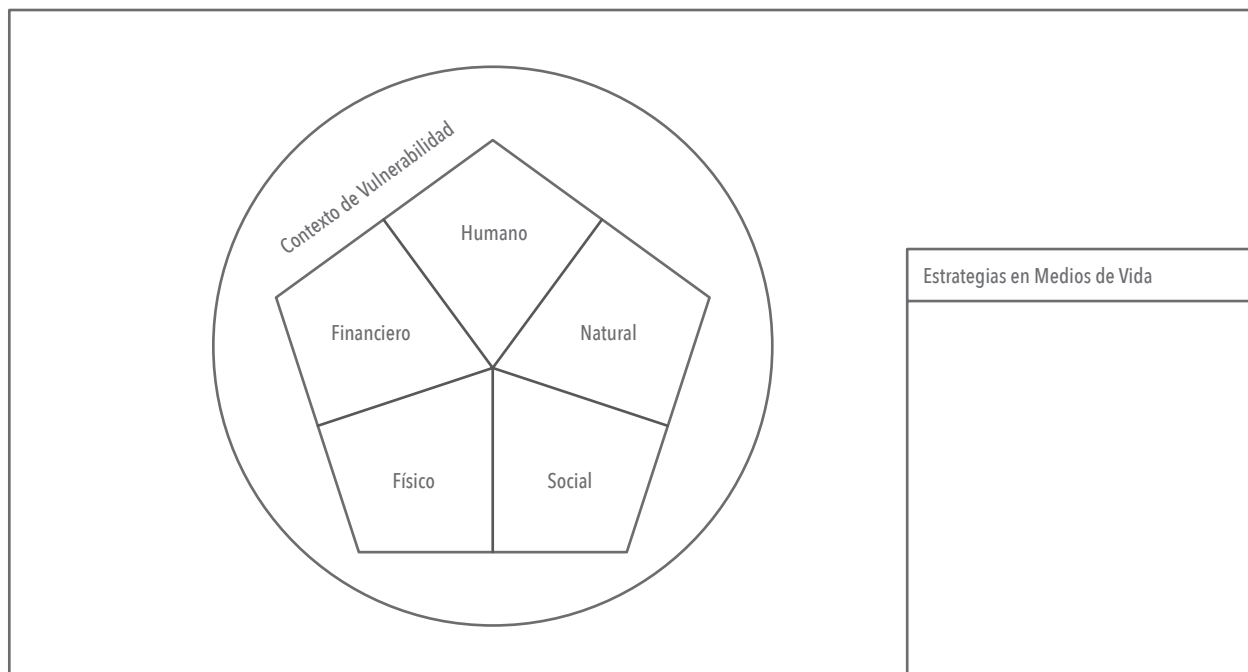 Contexto de Vulnerabilidad
Humano
Financiero
Natural
Físico
Social
Estrategias en Medios de Vida